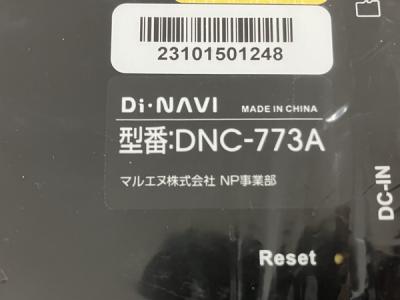 23101501248
Di·NAVI MADE IN CHINA
型番:DNC-773A
マルエヌ株式会社 NP事業部
DC-IN
Reset